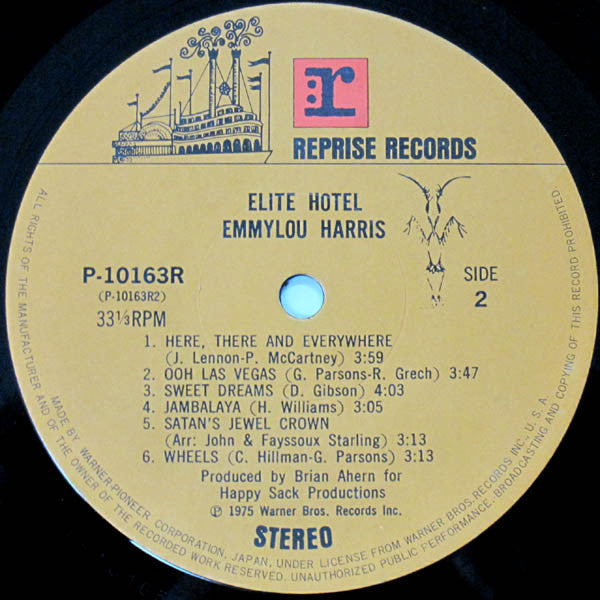 :r
REPRISE RECORDS
ELITE HOTEL
EMMYLOU HARRIS
P-10163R
(P-10163R2)
33⅓RPM
SIDE
2
1. HERE, THERE AND EVERYWHERE
(J. Lennon-P. McCartney) 3:59
2. OOH LAS VEGAS (G. Parsons-R. Grech) 3:47
3. SWEET DREAMS (D. Gibson) 4:03
4. JAMBALAYA (H. Williams) 3:05
5. SATAN'S JEWEL CROWN
(Arr: John & Fayssoux Starling) 3:13
6. WHEELS (C. Hillman-G. Parsons) 3:13
Produced by Brian Ahern for
Happy Sack Productions
℗ 1975 Warner Bros. Records Inc.
STEREO
ALL RIGHTS OF THE MANUFACTURER AND OF THE OWNER OF THE RECORDED WORK RESERVED. UNAUTHORIZED PUBLIC PERFORMANCE, BROADCASTING AND COPYING OF THIS RECORD PROHIBITED.
MADE BY WARNER-PIONEER CORPORATION, JAPAN, UNDER LICENSE FROM WARNER BROS. RECORDS INC., U.S.A.